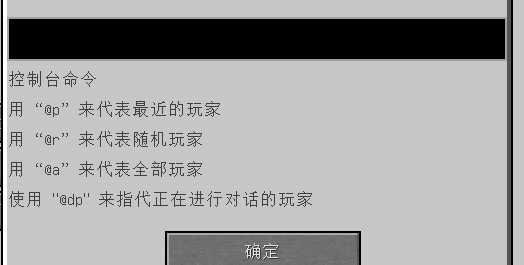 控制台命令
用 “@p” 来代表最近的玩家
用 “@r” 来代表随机玩家
用 “@a” 来代表全部玩家
使用 "@dp" 来指代正在进行对话的玩家
确定